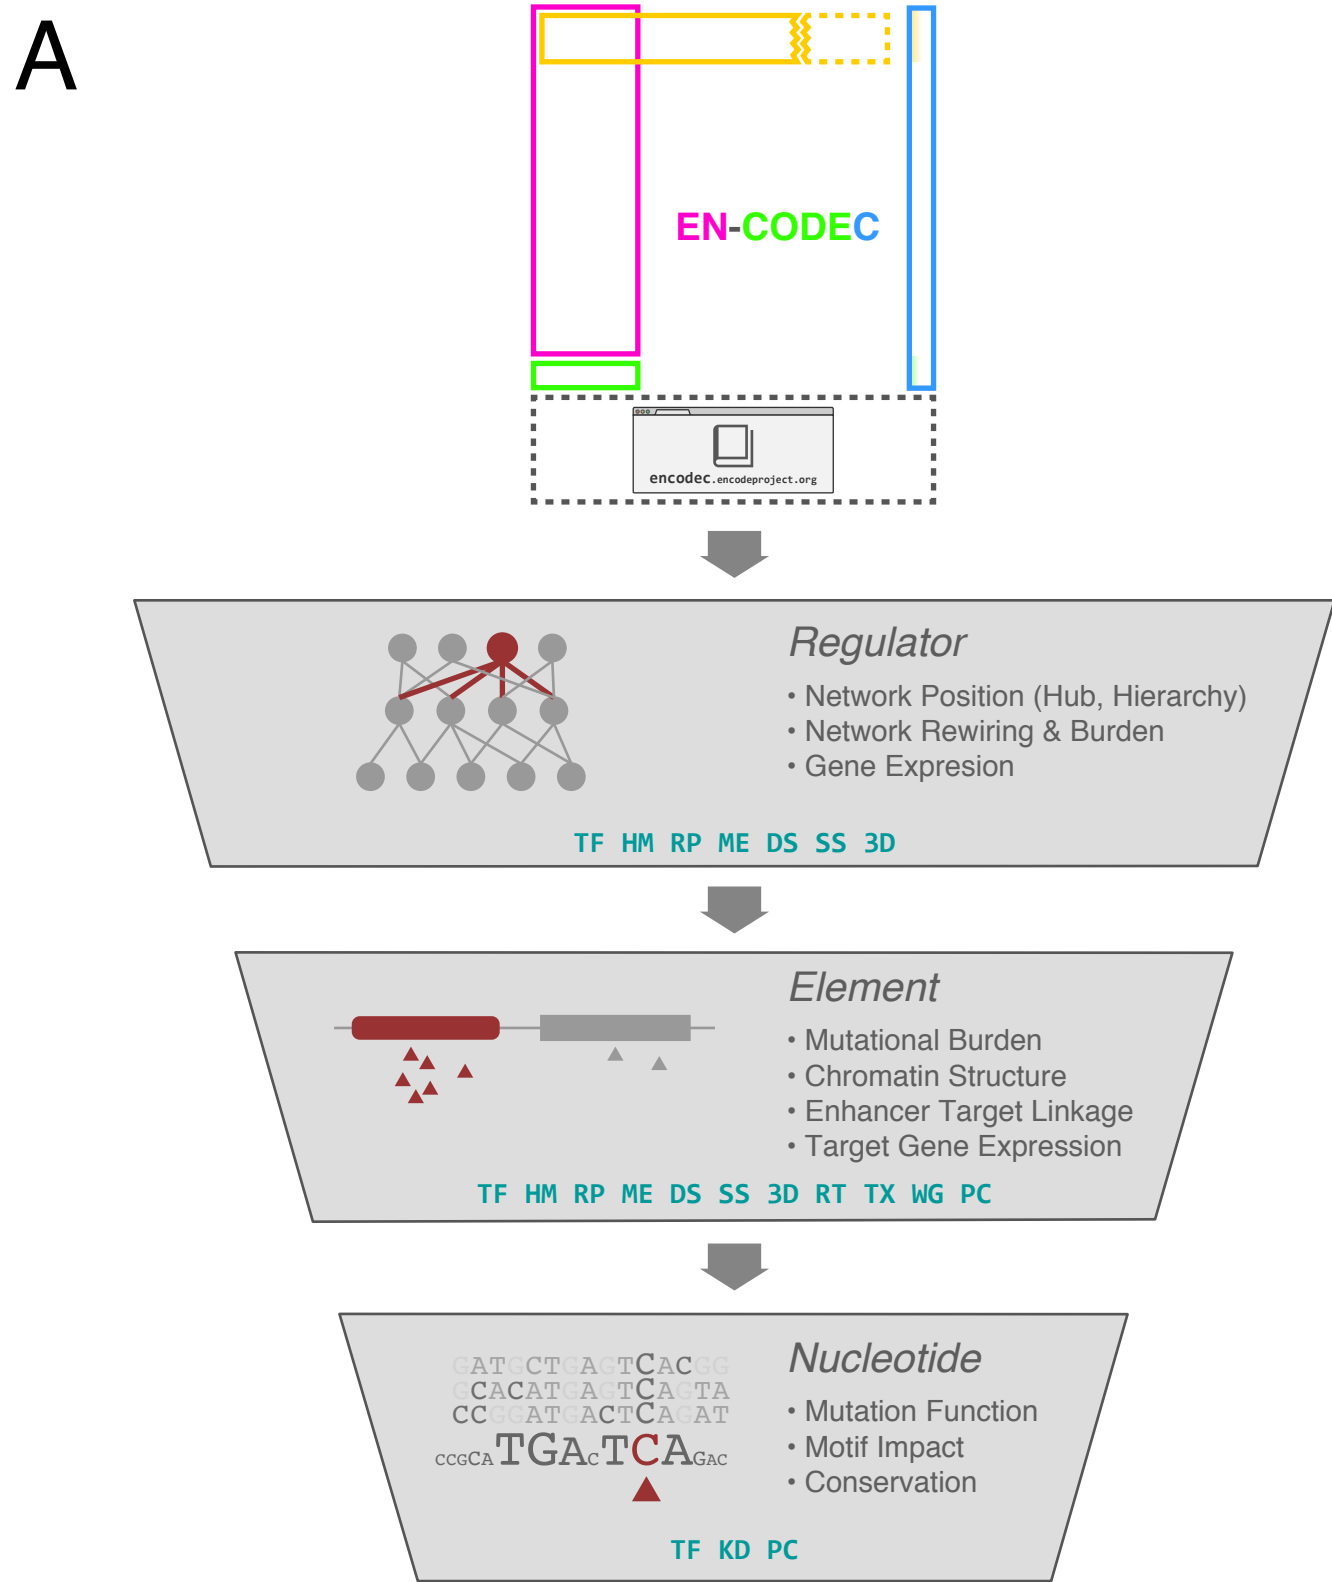 A
EN-CODEC
encodec.encodeproject.org
Regulator
• Network Position (Hub, Hierarchy)
• Network Rewiring & Burden
• Gene Expresion
TF HM RP ME DS SS 3D
Element
• Mutational Burden
• Chromatin Structure
• Enhancer Target Linkage
• Target Gene Expression
TF HM RP ME DS SS 3D RT TX WG PC
Nucleotide
• Mutation Function
• Motif Impact
• Conservation
GATGCTGAGTCACGG
GCACATGAGTCAGTA
CCGGATGACTCAGAT
CCGCATGACTCAGAC
TF KD PC